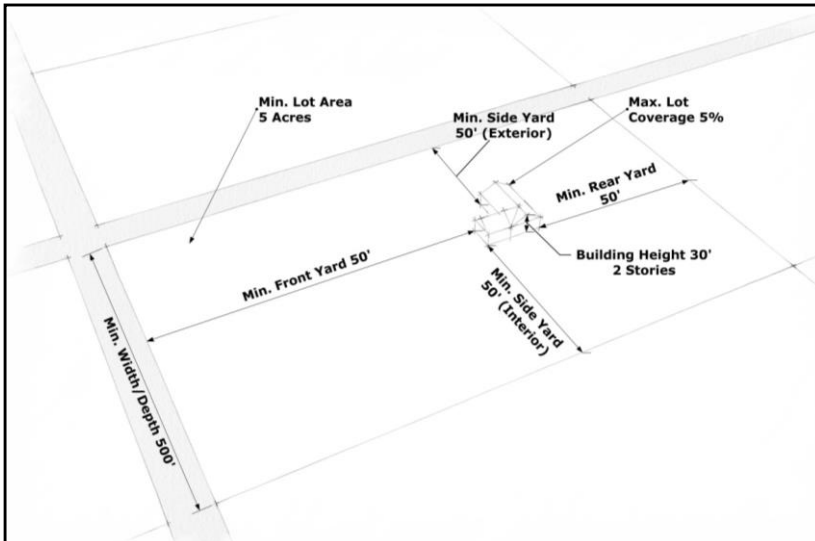 Min. Lot Area
5 Acres
Min. Side Yard
50' (Exterior)
Max. Lot
Coverage 5%
Min. Rear Yard
50'
Building Height 30'
2 Stories
Min. Front Yard 50'
Min. Side Yard
50' (Interior)
Min. Width/Depth 500'